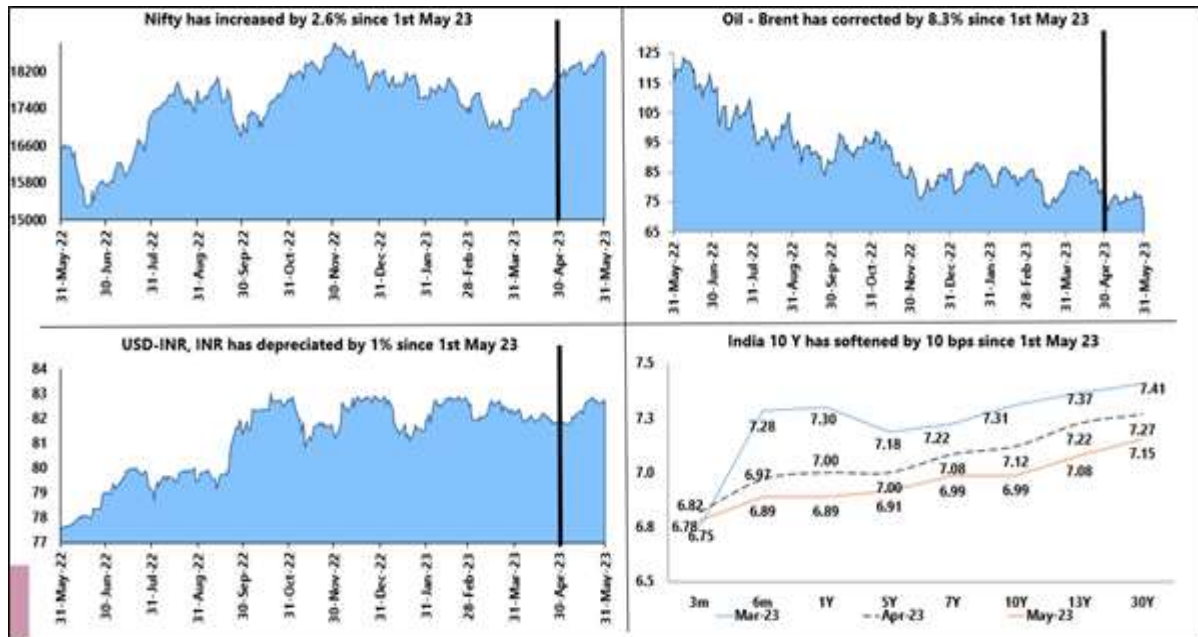 Nifty has increased by 2.6% since 1st May 23
18200
17400
16600
15800
15000
31-May-22
30-Jun-22
31-Jul-22
31-Aug-22
30-Sep-22
31-Oct-22
30-Nov-22
31-Dec-22
31-Jan-23
28-Feb-23
31-Mar-23
30-Apr-23
31-May-23
Oil - Brent has corrected by 8.3% since 1st May 23
125
115
105
95
85
75
65
31-May-22
30-Jun-22
31-Jul-22
31-Aug-22
30-Sep-22
31-Oct-22
30-Nov-22
31-Dec-22
31-Jan-23
28-Feb-23
31-Mar-23
30-Apr-23
31-May-23
USD-INR, INR has depreciated by 1% since 1st May 23
84
83
82
80
79
78
77
31-May-22
30-Jun-22
31-Jul-22
31-Aug-22
30-Sep-22
31-Oct-22
30-Nov-22
31-Dec-22
31-Jan-23
28-Feb-23
31-Mar-23
30-Apr-23
31-May-23
India 10 Y has softened by 10 bps since 1st May 23
7.5
7.3
7.0
6.8
6.5
7.28 7.30 7.18 7.22 7.31 7.37 7.41
6.82 6.97 7.00 7.00 7.08 7.12 7.22 7.27
6.78 6.89 6.89 6.91 6.99 6.99 7.08 7.15
6.75
3m 6m 1Y 5Y 7Y 10Y 13Y 30Y
Mar-23 Apr-23 May-23